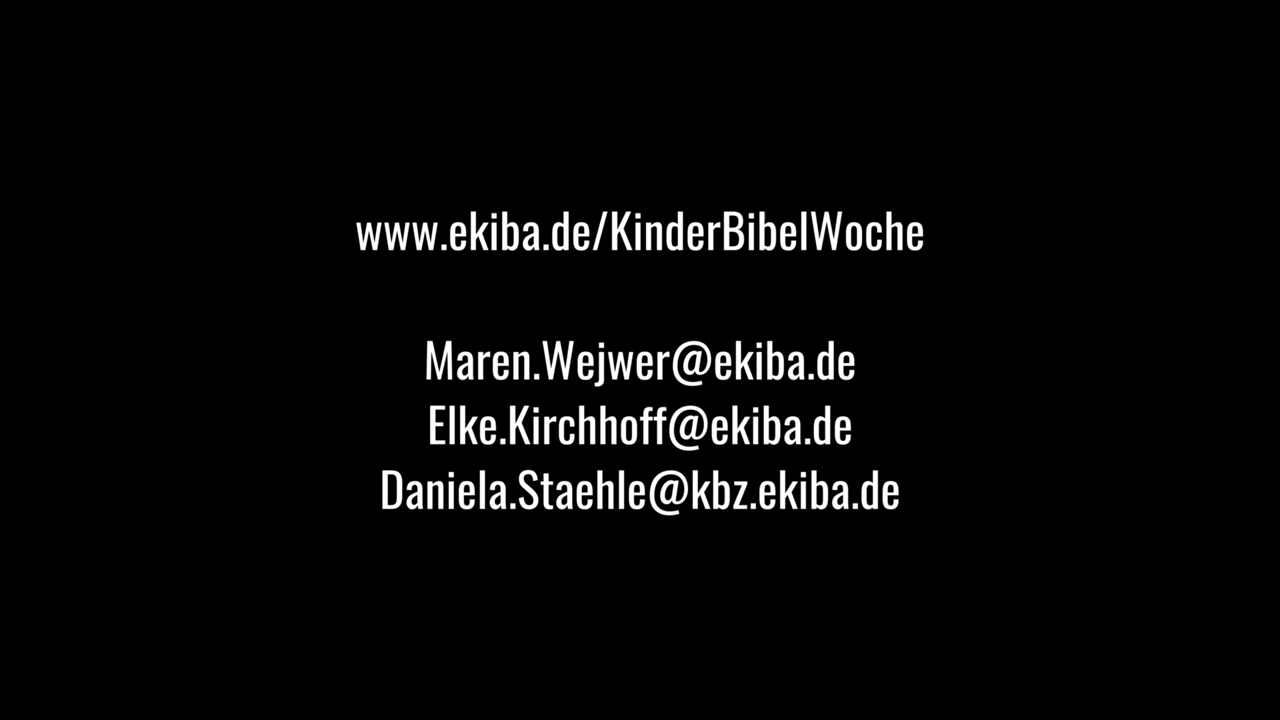 www.ekiba.de/KinderBibelWoche
Maren.Wejwer@ekiba.de
Elke.Kirchhoff@ekiba.de
Daniela.Staehle@kbz.ekiba.de